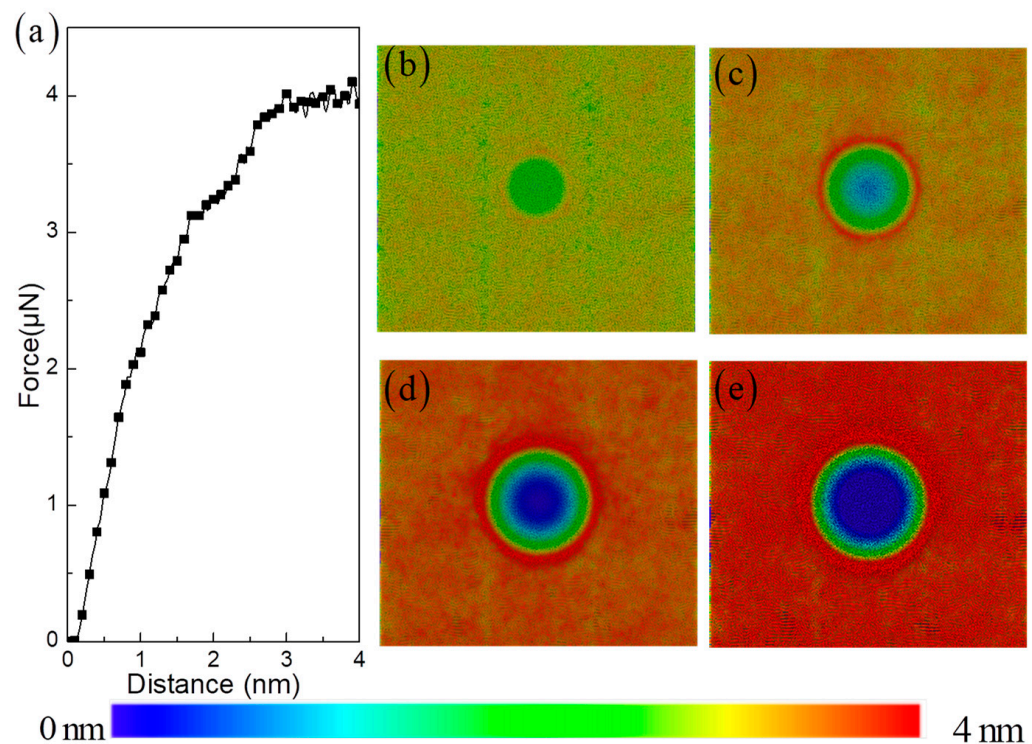 (a)
4
3
2
1
0
Force(μN)
0 1 2 3 4
Distance (nm)
(b)
(c)
(d)
(e)
0 nm
4 nm